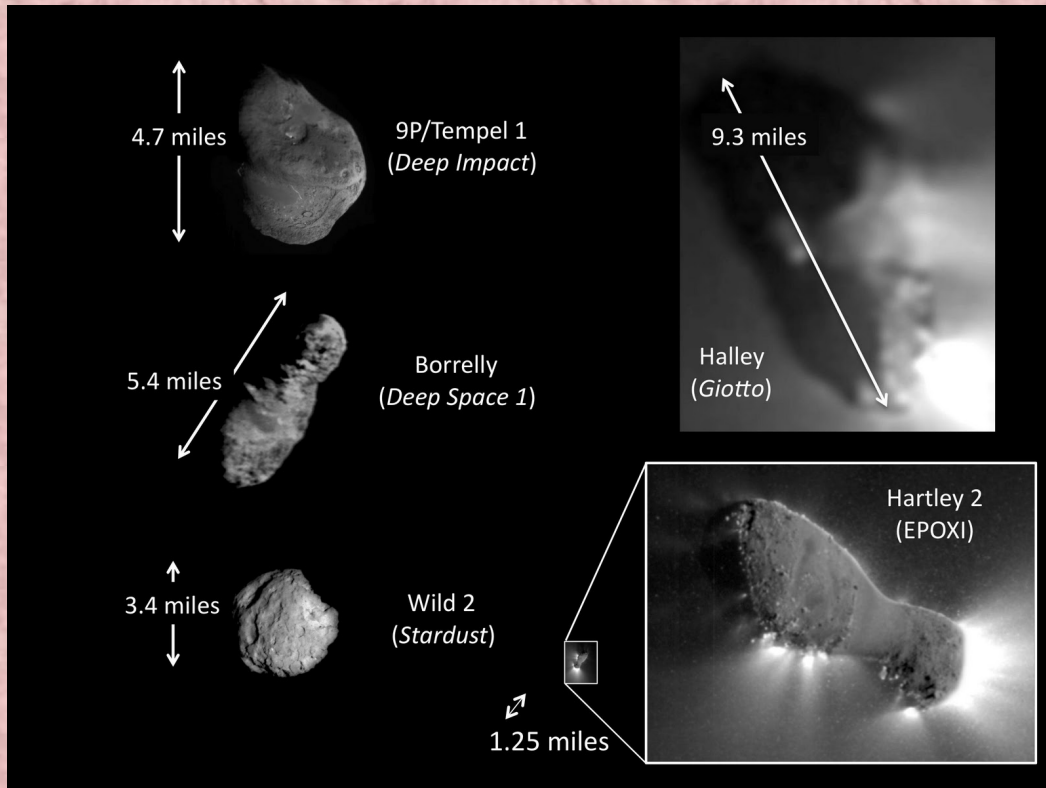 4.7 miles
9P/Tempel 1
(Deep Impact)
9.3 miles
Halley
(Giotto)
5.4 miles
Borrelly
(Deep Space 1)
Hartley 2
(EPOXI)
3.4 miles
Wild 2
(Stardust)
1.25 miles